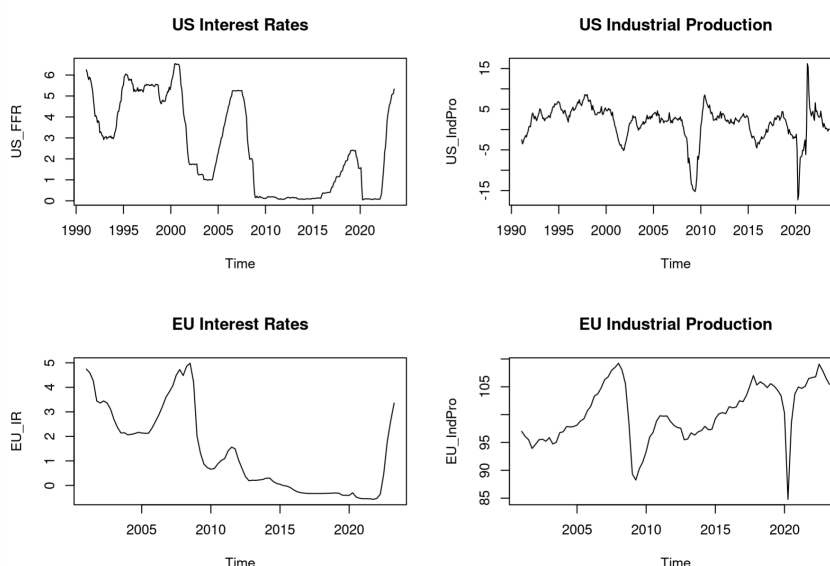 US Interest Rates
US_FFR
6
5
4
3
2
1
0
1990 1995 2000 2005 2010 2015 2020
Time
US Industrial Production
US_IndPro
15
5
-5
-15
1990 1995 2000 2005 2010 2015 2020
Time
EU Interest Rates
EU_IR
5
4
3
2
1
0
2005 2010 2015 2020
Time
EU Industrial Production
EU_IndPro
105
95
90
85
2005 2010 2015 2020
Time